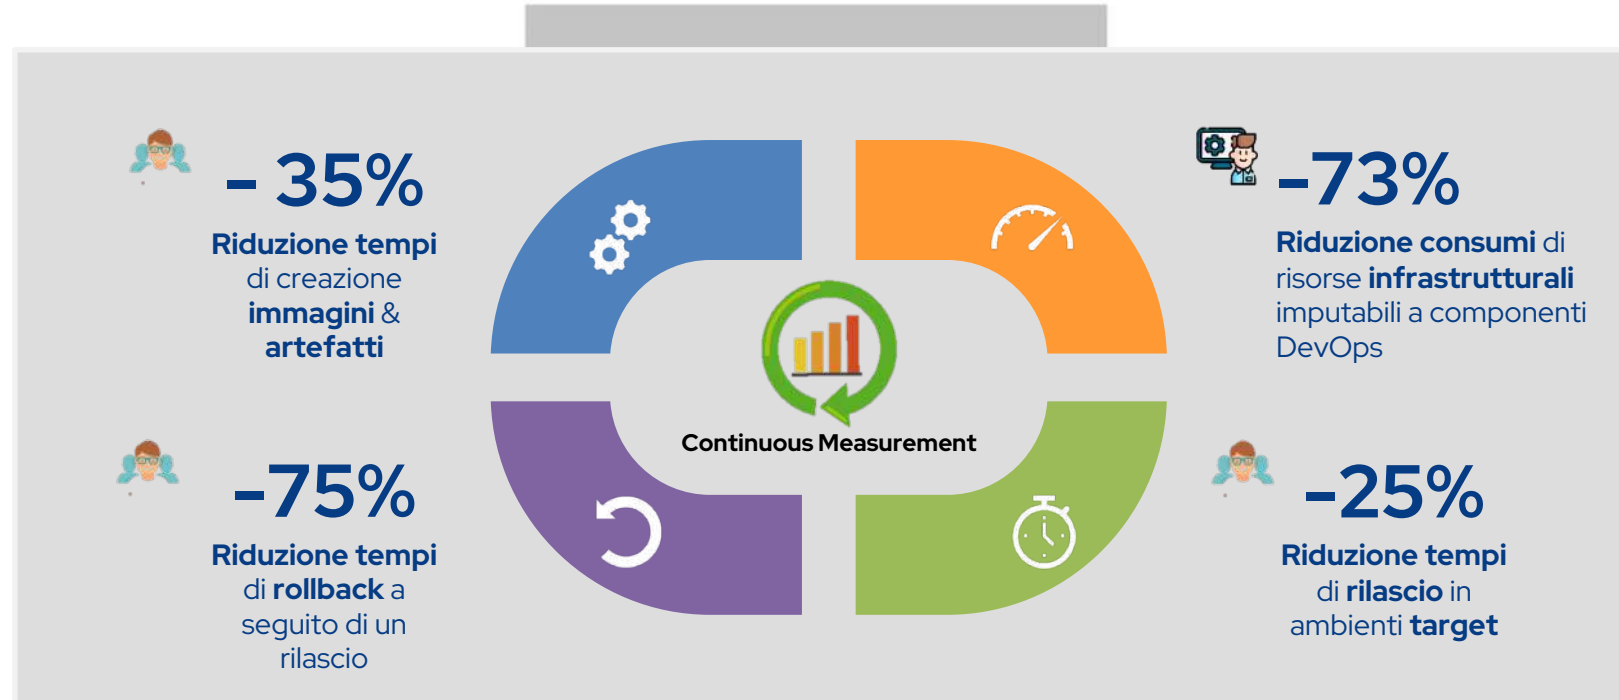 - 35%
Riduzione tempi
di creazione
immagini &
artefatti
-73%
Riduzione consumi di
risorse infrastrutturali
imputabili a componenti
DevOps
Continuous Measurement
-75%
Riduzione tempi
di rollback a
seguito di un
rilascio
-25%
Riduzione tempi
di rilascio in
ambienti target